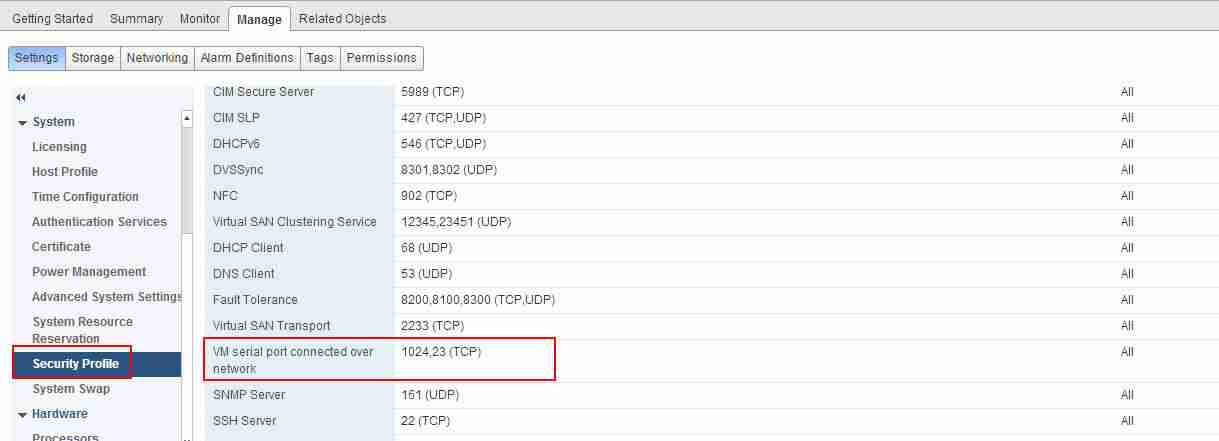 Getting Started Summary Monitor Manage Related Objects
Settings Storage Networking Alarm Definitions Tags Permissions
System
Licensing
Host Profile
Time Configuration
Authentication Services
Certificate
Power Management
Advanced System Settings
System Resource
Reservation
Security Profile
System Swap
Hardware
Processors
CIM Secure Server 5989 (TCP) All
CIM SLP 427 (TCP,UDP) All
DHCPv6 546 (TCP,UDP) All
DVSSync 8301,8302 (UDP) All
NFC 902 (TCP) All
Virtual SAN Clustering Service 12345,23451 (UDP) All
DHCP Client 68 (UDP) All
DNS Client 53 (UDP) All
Fault Tolerance 8200,8100,8300 (TCP,UDP) All
Virtual SAN Transport 2233 (TCP) All
VM serial port connected over 1024,23 (TCP) All
network
SNMP Server 161 (UDP) All
SSH Server 22 (TCP) All